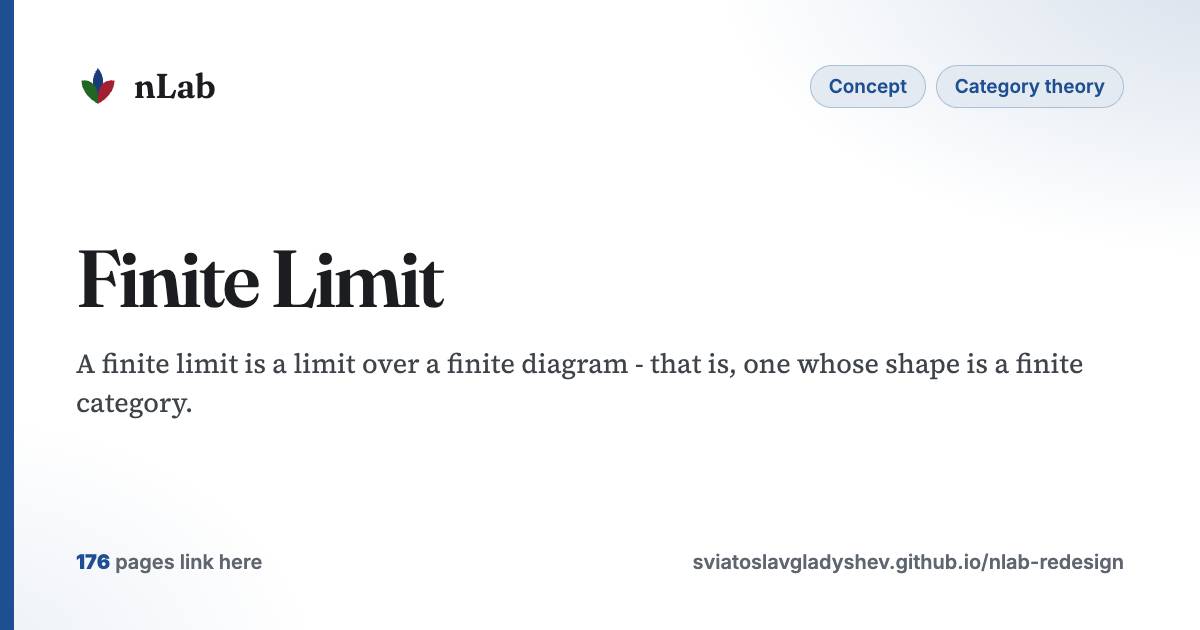 nLab
Concept
Category theory
Finite Limit
A finite limit is a limit over a finite diagram - that is, one whose shape is a finite
category.
176 pages link here
sviatoslavgladyshev.github.io/nlab-redesign